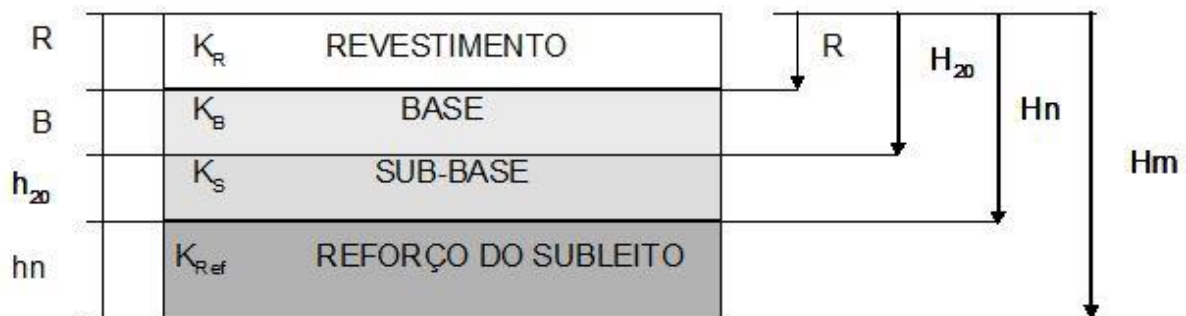 R K_R REVESTIMENTO R H_20
B K_B BASE Hn
h_20 K_S SUB-BASE Hm
hn K_Ref REFORÇO DO SUBLEITO